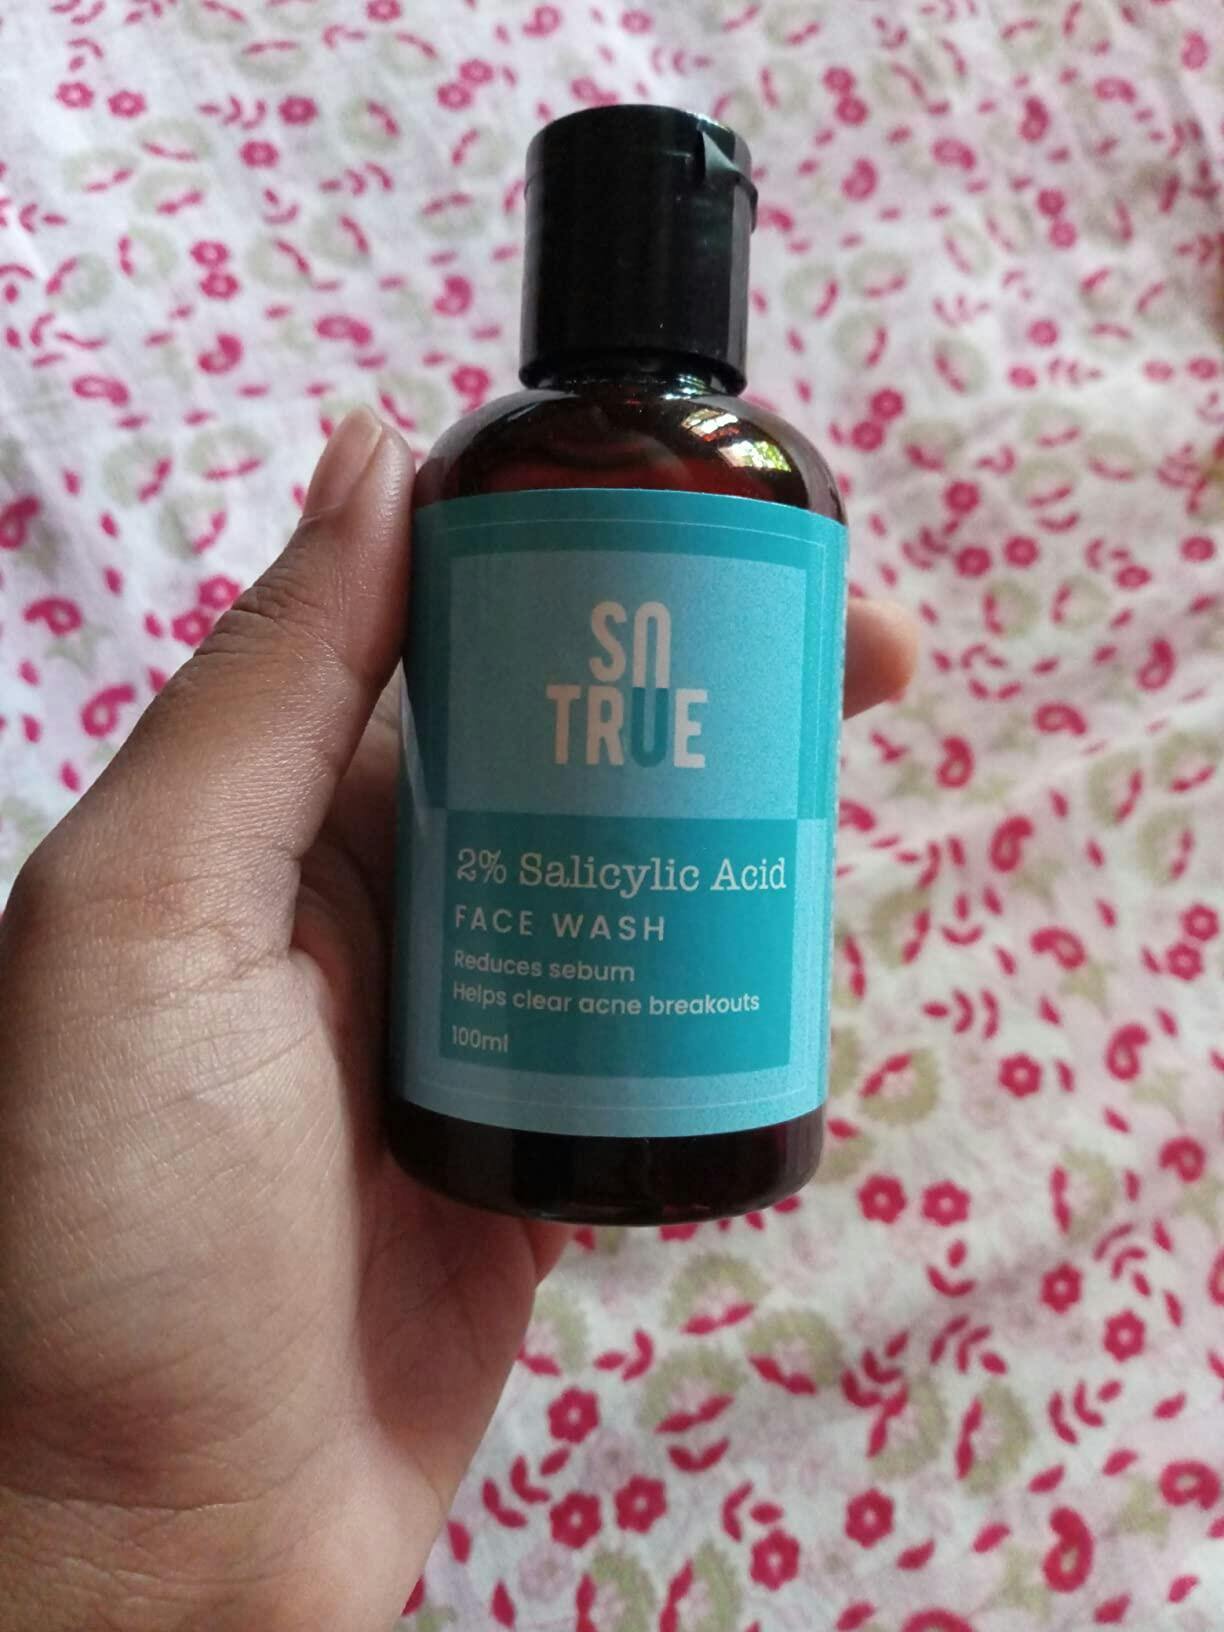 SO
TRUE
2% Salicylic Acid
FACE WASH
Reduces sebum
Helps clear acne breakouts
100ml